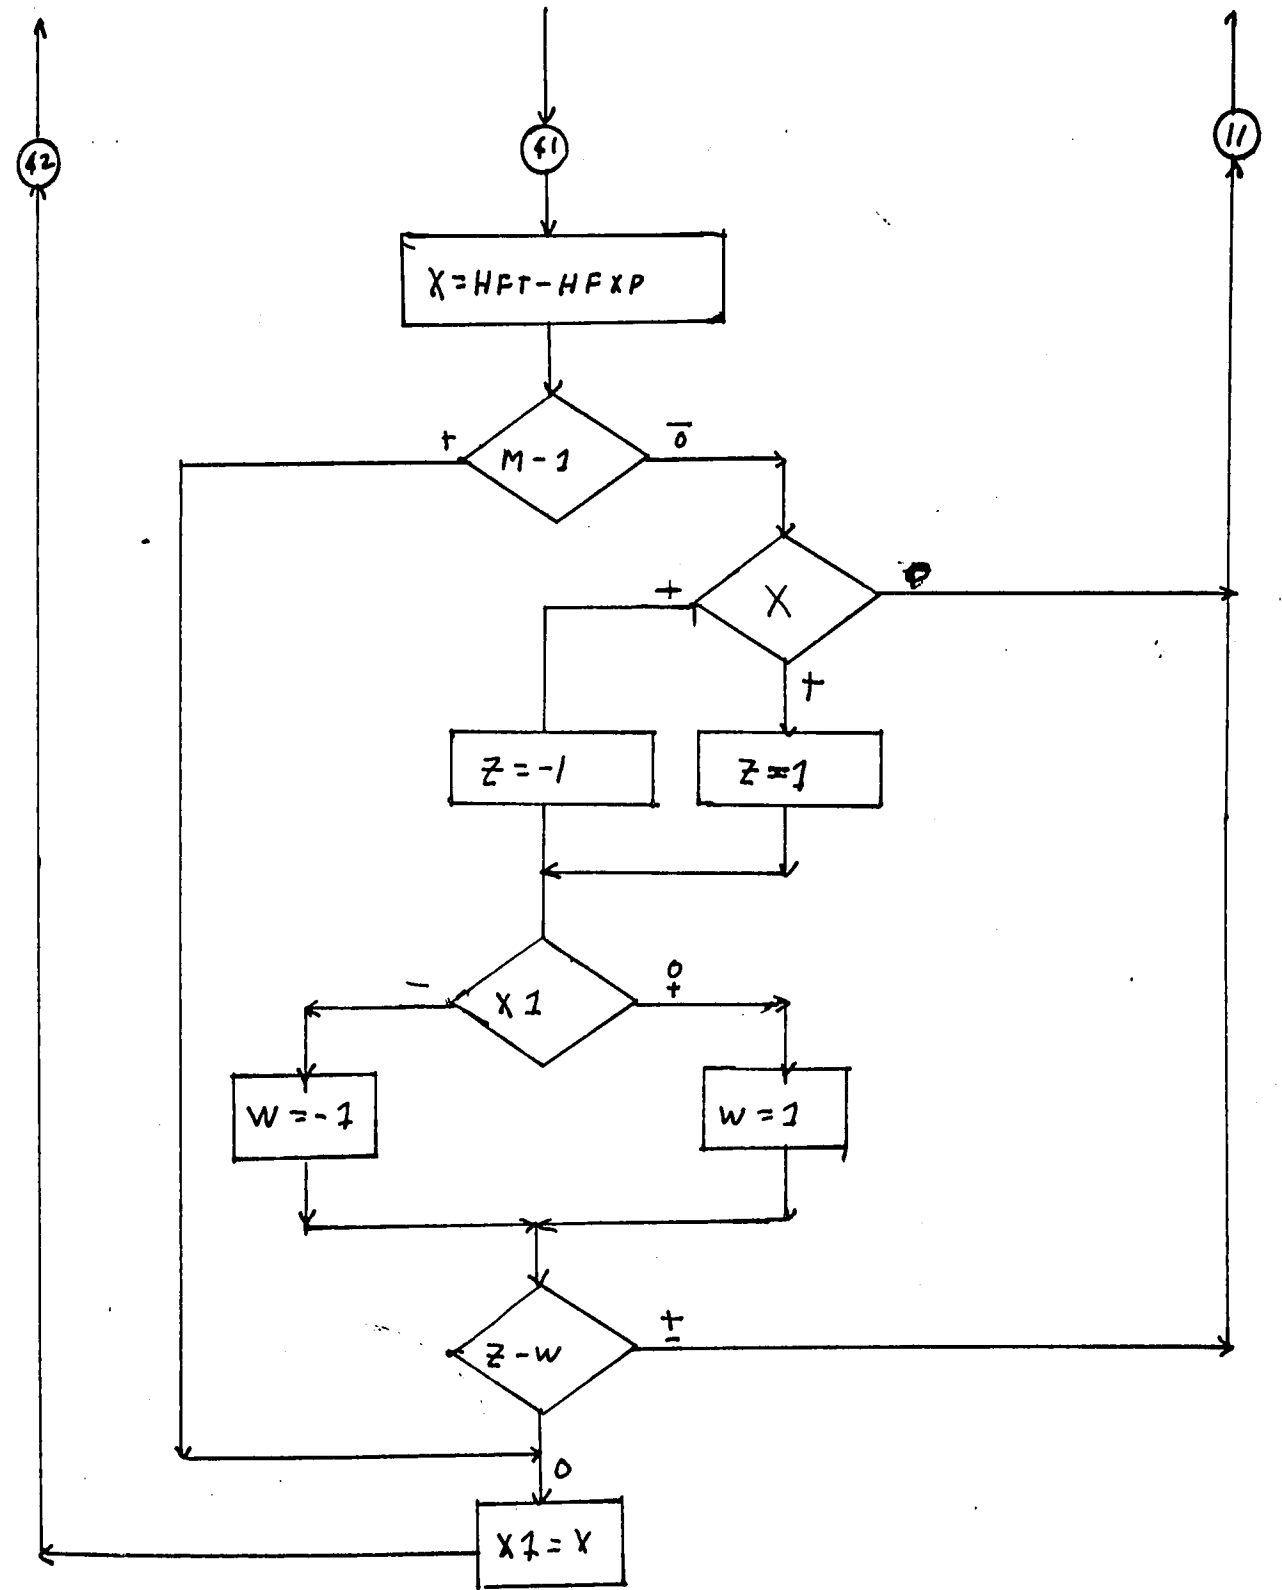 42
41
11
X=HFT-HFXP
+
M-1
-
0
+
X
0
+
Z=-1
Z=1
-
X1
0
+
W=-1
W=1
Z-W
+
-
0
X1=X